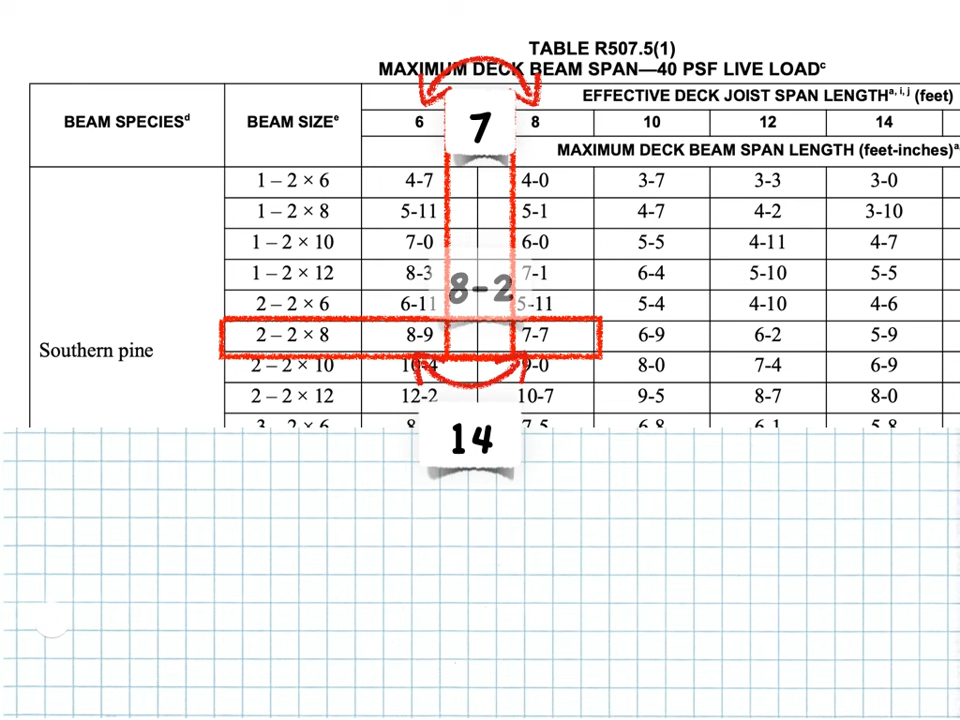 TABLE R507.5(1)
MAXIMUM DECK BEAM SPAN—40 PSF LIVE LOADᶜ
BEAM SPECIESᵈ BEAM SIZEᵉ EFFECTIVE DECK JOIST SPAN LENGTHᵃ, ⁱ, ʲ (feet)
6 7 8 10 12 14
MAXIMUM DECK BEAM SPAN LENGTH (feet-inches)ᵃ
1 – 2 × 6 4-7 4-0 3-7 3-3 3-0
1 – 2 × 8 5-11 5-1 4-7 4-2 3-10
1 – 2 × 10 7-0 6-0 5-5 4-11 4-7
1 – 2 × 12 8-3 7-1 6-4 5-10 5-5
8-2
2 – 2 × 6 6-11 5-11 5-4 4-10 4-6
2 – 2 × 8 8-9 7-7 6-9 6-2 5-9
Southern pine
2 – 2 × 10 10-4 9-0 8-0 7-4 6-9
2 – 2 × 12 12-2 10-7 9-5 8-7 8-0
14